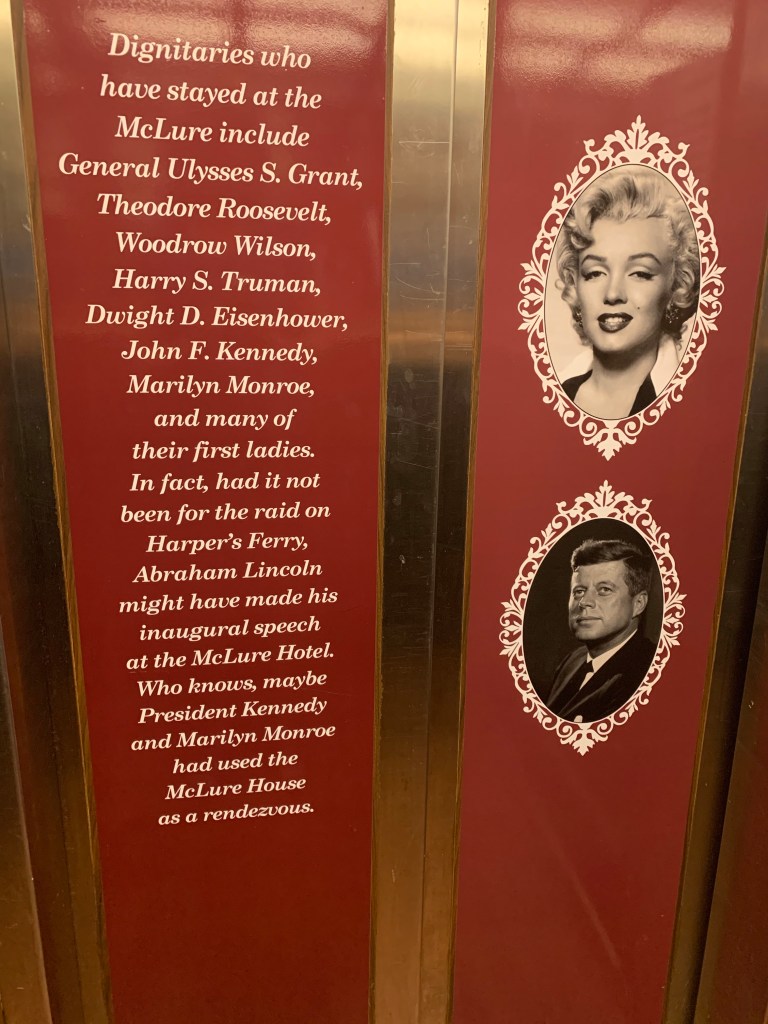 Dignitaries who
have stayed at the
McLure include
General Ulysses S. Grant,
Theodore Roosevelt,
Woodrow Wilson,
Harry S. Truman,
Dwight D. Eisenhower,
John F. Kennedy,
Marilyn Monroe,
and many of
their first ladies.
In fact, had it not
been for the raid on
Harper's Ferry,
Abraham Lincoln
might have made his
inaugural speech
at the McLure Hotel.
Who knows, maybe
President Kennedy
and Marilyn Monroe
had used the
McLure House
as a rendezvous.